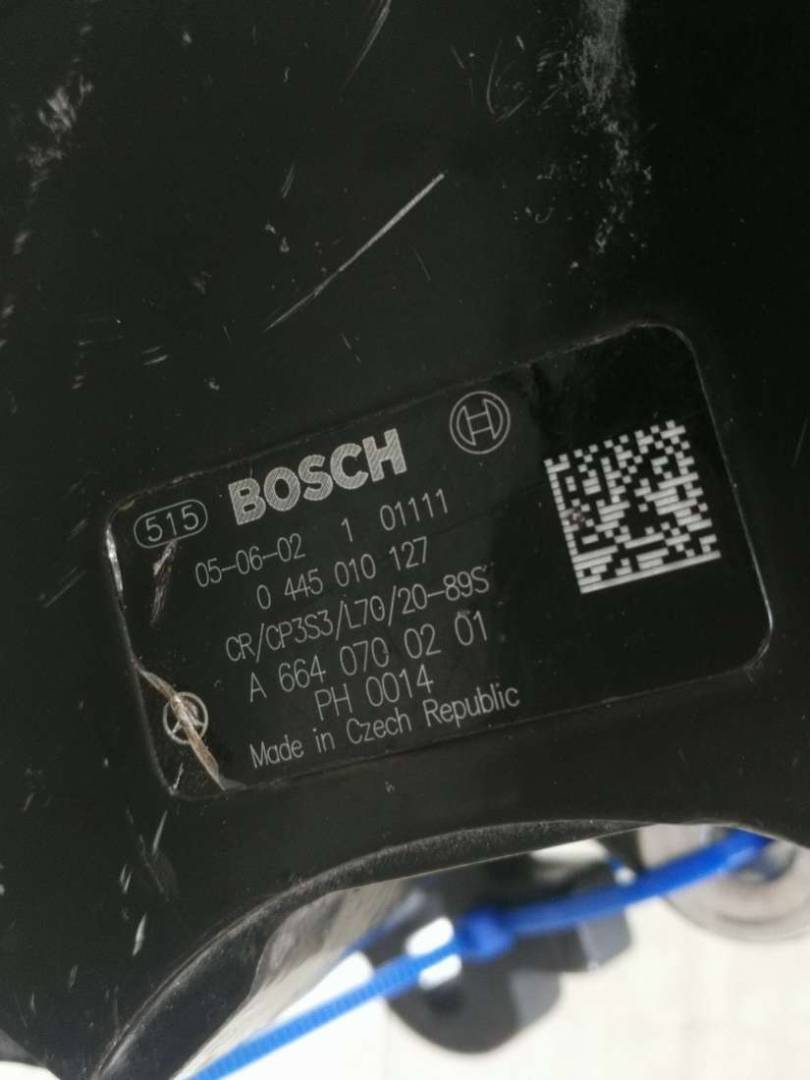 515 BOSCH
05-06-02 1 01111
0 445 010 127
CR/CP3S3/L70/20-89S
A 664 070 02 01
PH 0014
Made in Czech Republic